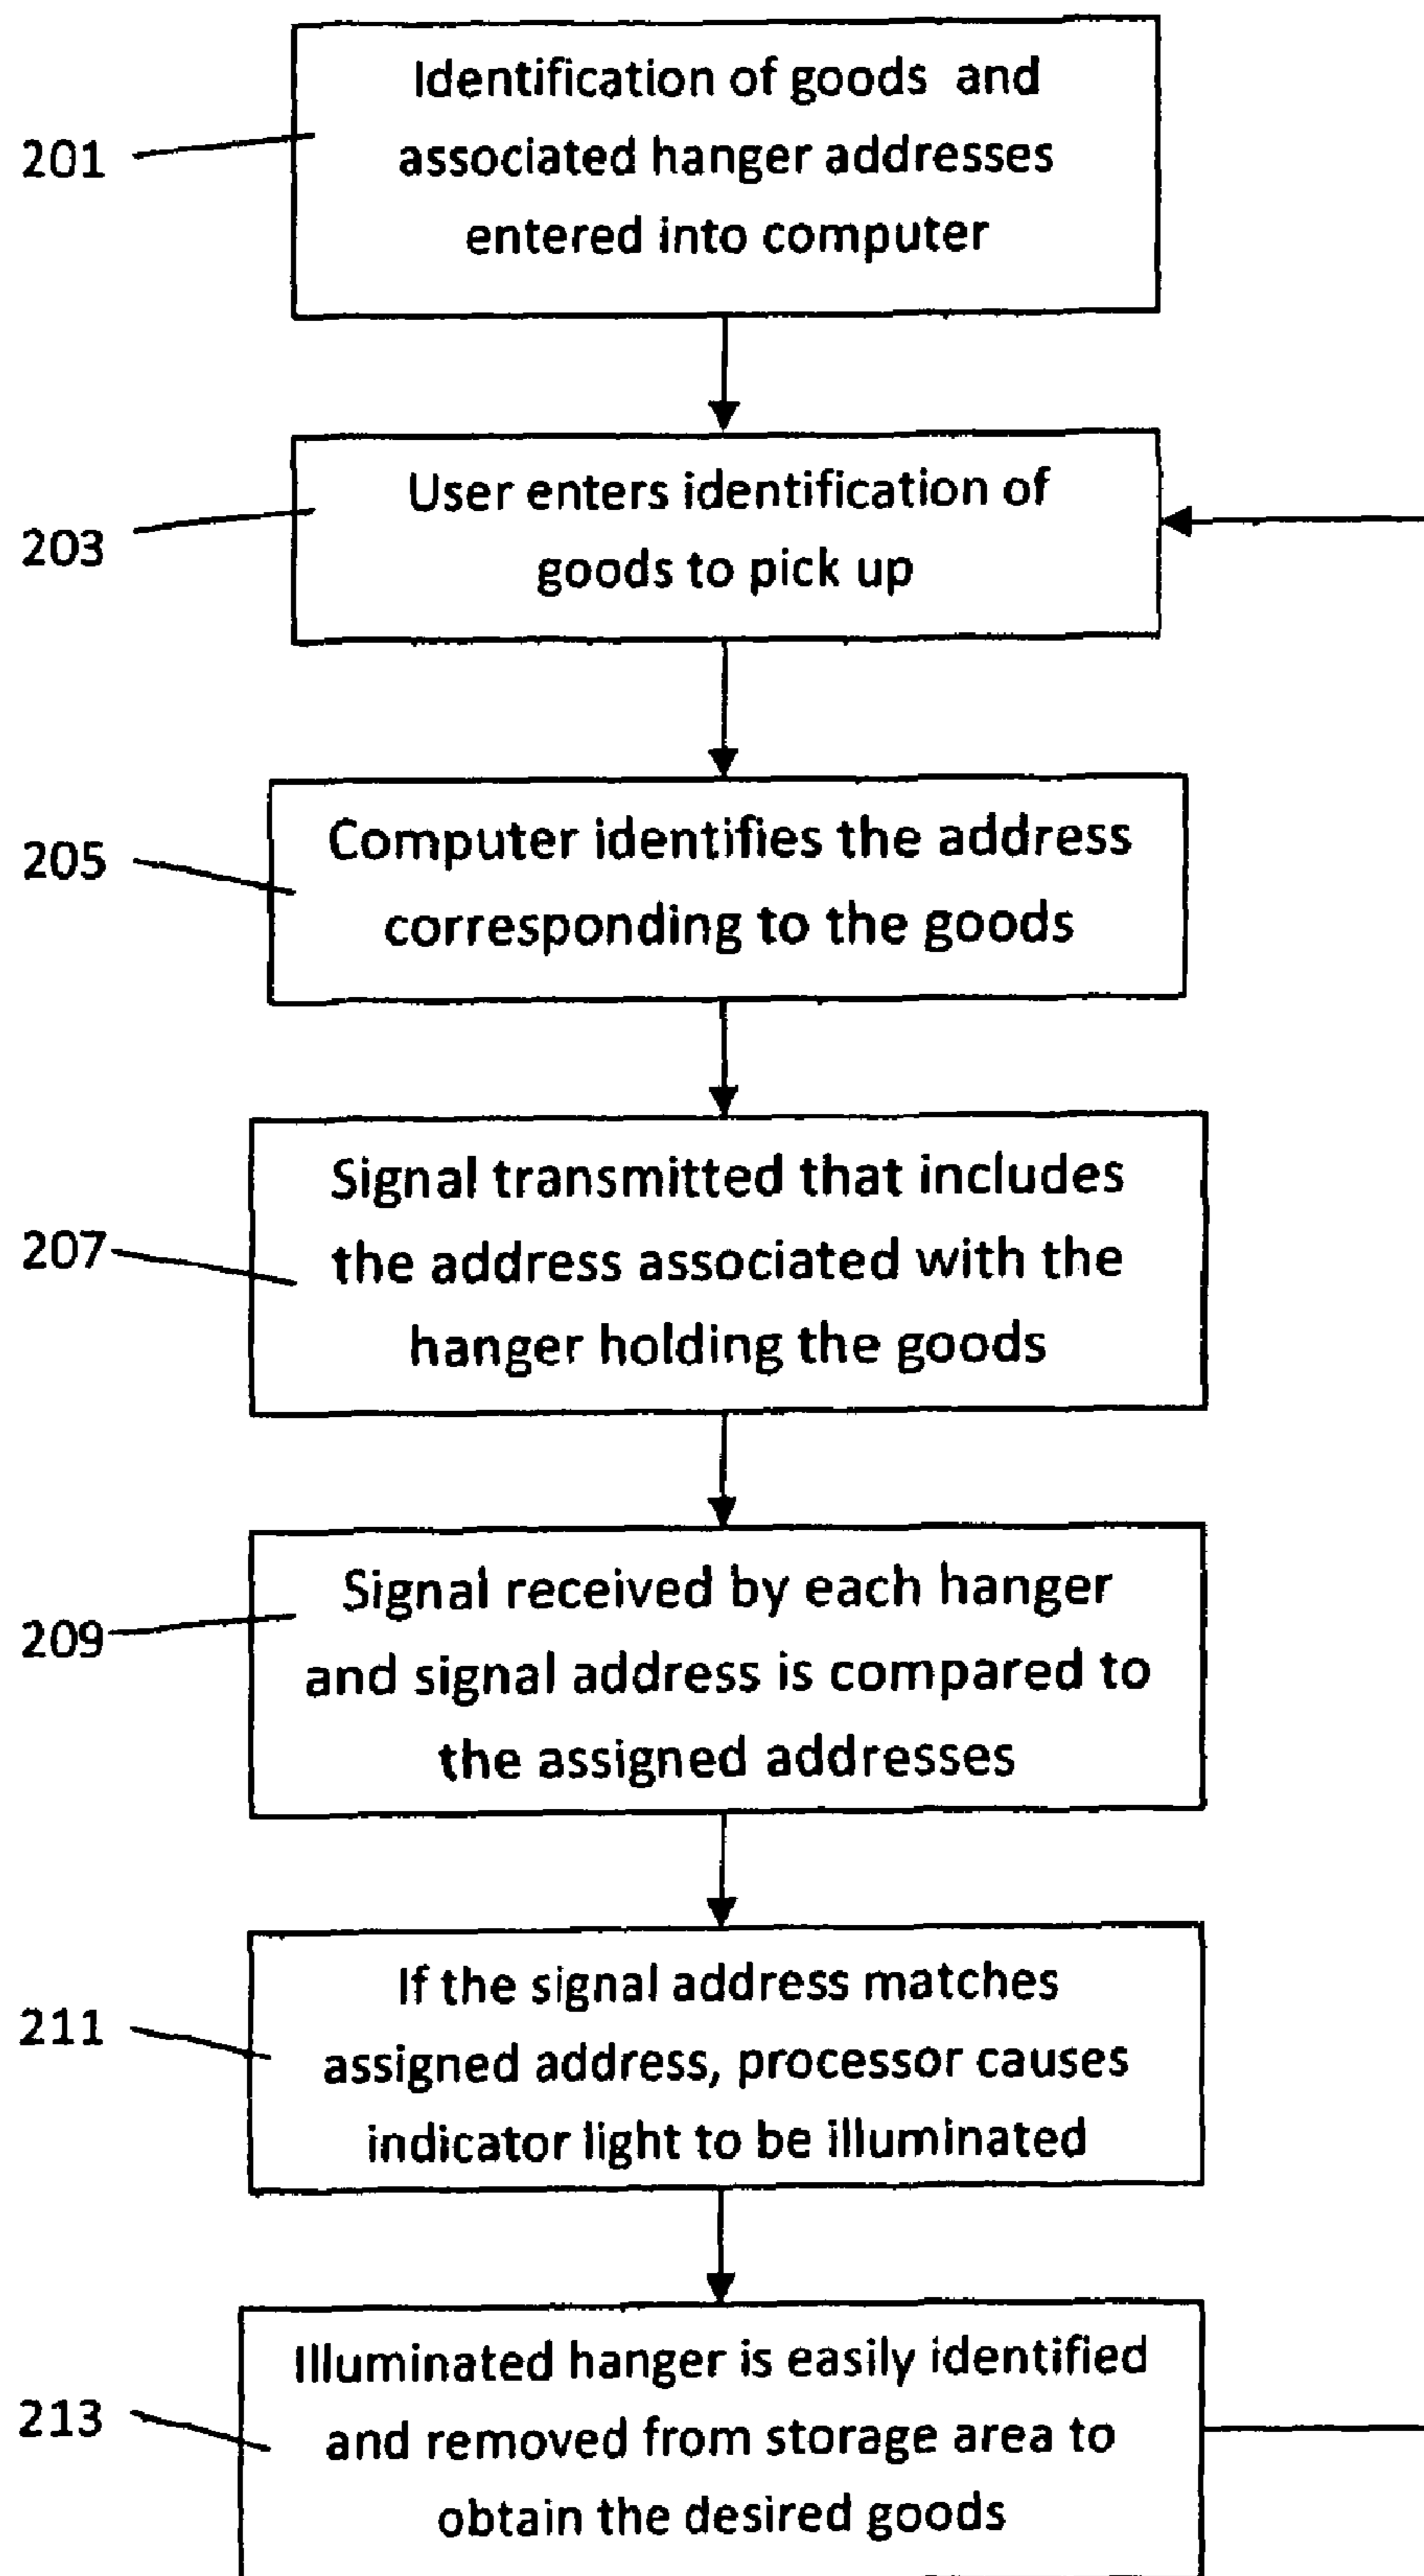 201
Identification of goods and
associated hanger addresses
entered into computer
203
User enters identification of
goods to pick up
205
Computer identifies the address
corresponding to the goods
207
Signal transmitted that includes
the address associated with the
hanger holding the goods
209
Signal received by each hanger
and signal address is compared to
the assigned addresses
211
If the signal address matches
assigned address, processor causes
indicator light to be illuminated
213
Illuminated hanger is easily identified
and removed from storage area to
obtain the desired goods